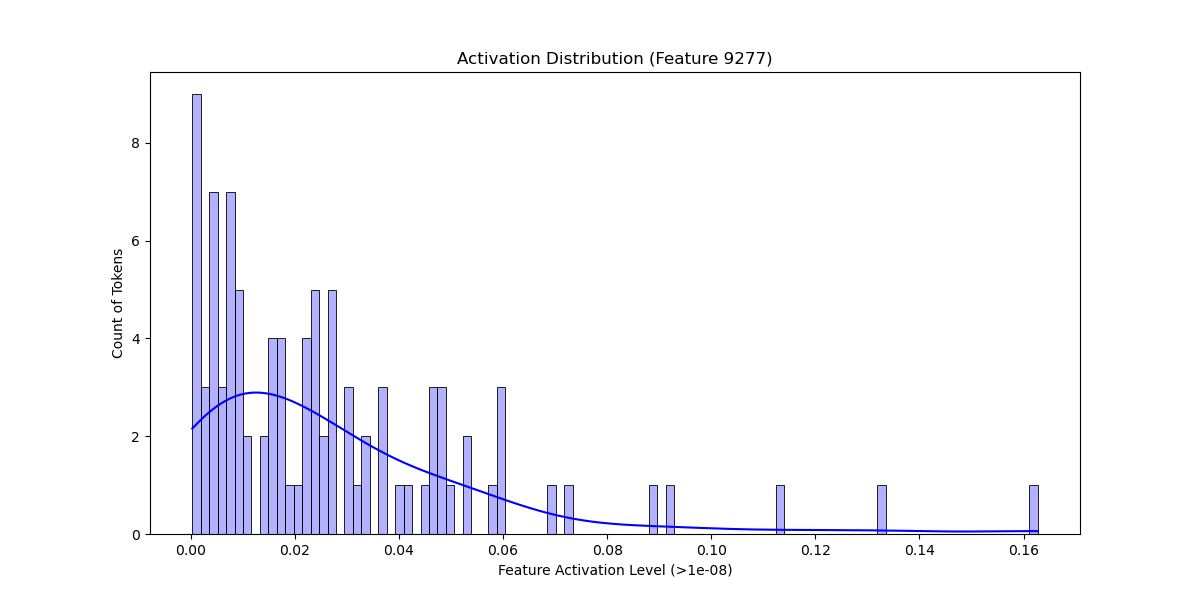 Activation Distribution (Feature 9277)
Count of Tokens
8
6
4
2
0
0.00 0.02 0.04 0.06 0.08 0.10 0.12 0.14 0.16
Feature Activation Level (>1e-08)